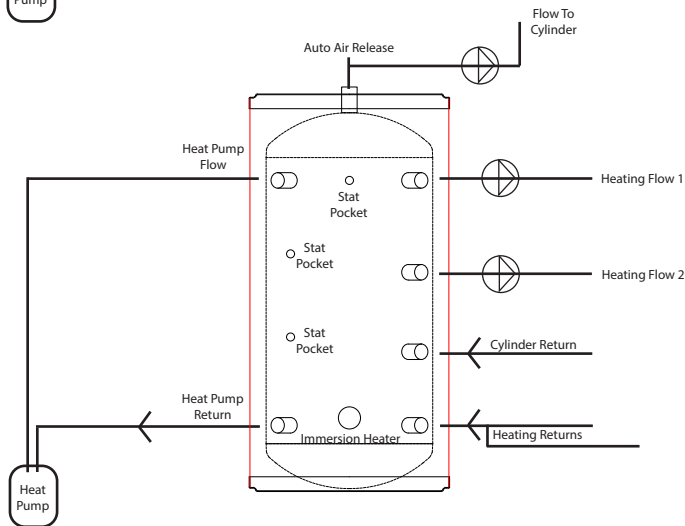 Pump
Flow To
Cylinder
Auto Air Release
Heat Pump
Flow
Stat
Pocket
Heating Flow 1
Stat
Pocket
Heating Flow 2
Stat
Pocket
Cylinder Return
Heat Pump
Return
Immersion Heater
Heating Returns
Heat
Pump